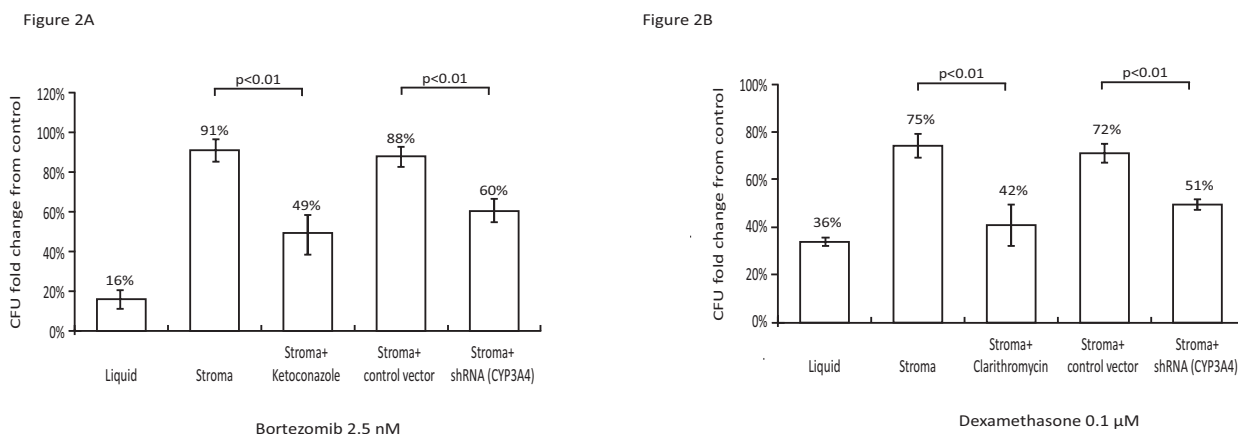 Figure 2A
p<0.01
p<0.01
120%
100%
80%
60%
40%
20%
0%
CFU fold change from control
16%
91%
49%
88%
60%
Liquid
Stroma
Stroma+
Ketoconazole
Stroma+
control vector
Stroma+
shRNA (CYP3A4)
Bortezomib 2.5 nM
Figure 2B
p<0.01
p<0.01
100%
80%
60%
40%
20%
0%
CFU fold change from control
36%
75%
42%
72%
51%
Liquid
Stroma
Stroma+
Clarithromycin
Stroma+
control vector
Stroma+
shRNA (CYP3A4)
Dexamethasone 0.1 μM